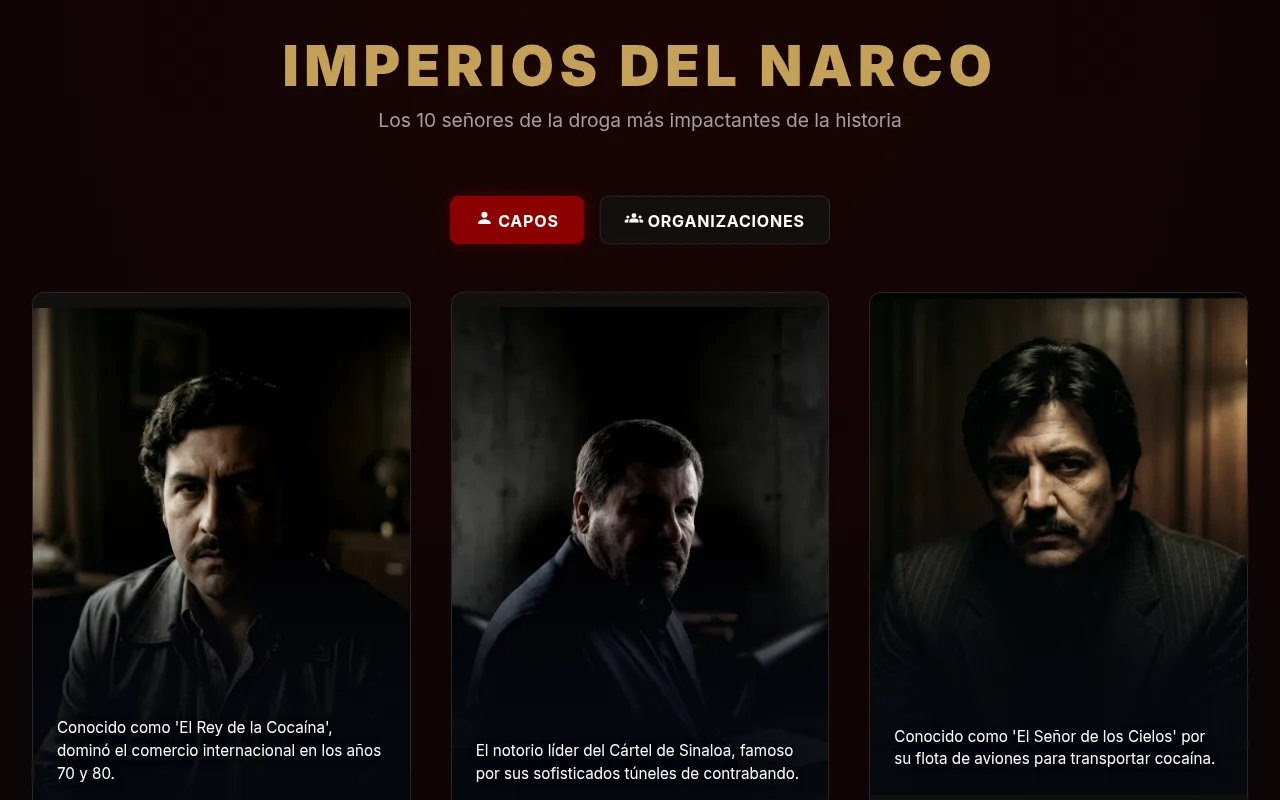 IMPERIOS DEL NARCO
Los 10 señores de la droga más impactantes de la historia
CAPOS
ORGANIZACIONES
Conocido como 'El Rey de la Cocaína',
dominó el comercio internacional en los años
70 y 80.
El notorio líder del Cártel de Sinaloa, famoso
por sus sofisticados túneles de contrabando.
Conocido como 'El Señor de los Cielos' por
su flota de aviones para transportar cocaína.